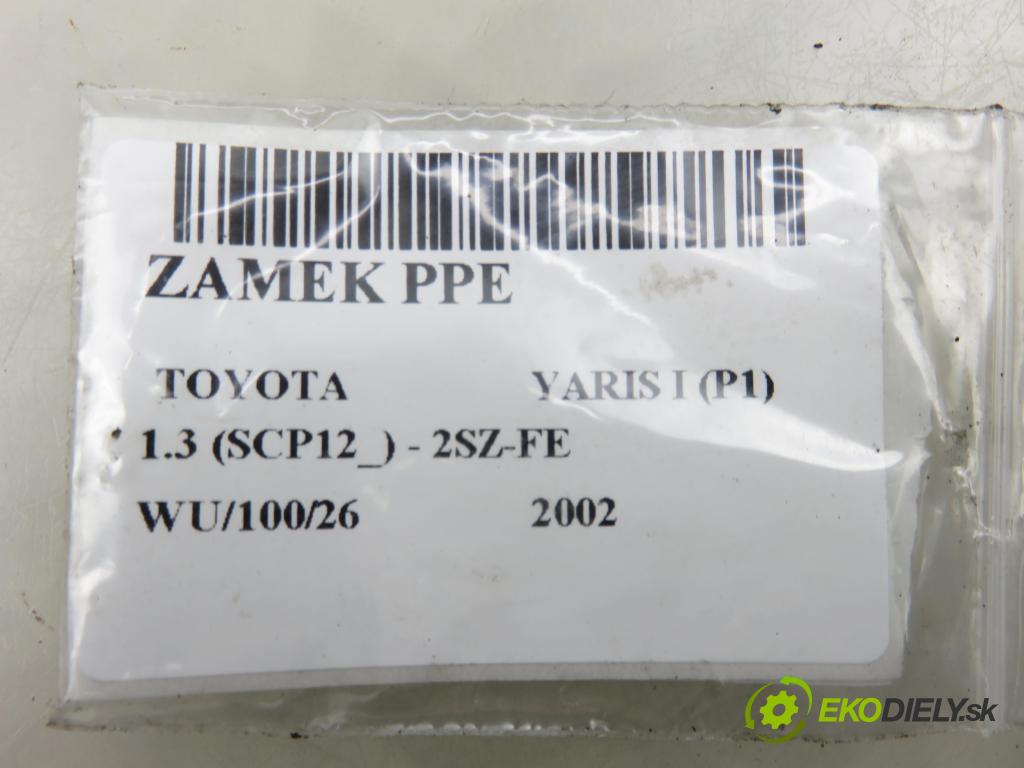 ZAMEK PPE
TOYOTA YARIS I (P1)
1.3 (SCP12_) - 2SZ-FE
WU/100/26 2002
EKODIELY.sk